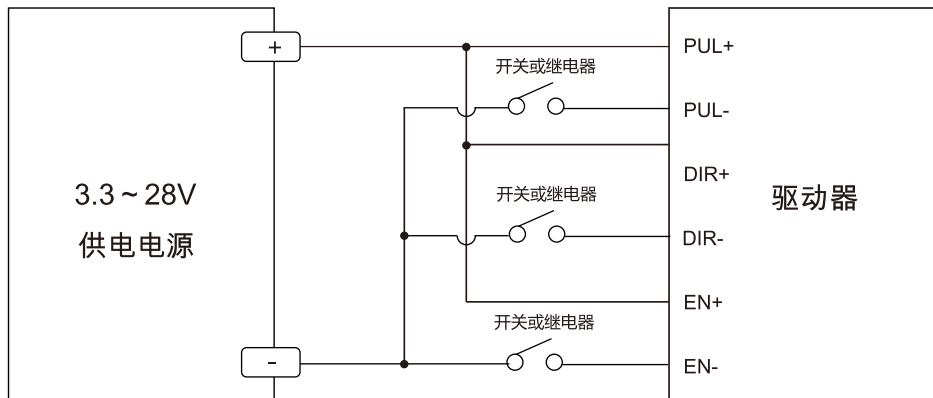 +
PUL+
开关或继电器
PUL-
DIR+
3.3 ~ 28V
供电电源
开关或继电器
驱动器
DIR-
EN+
开关或继电器
-
EN-